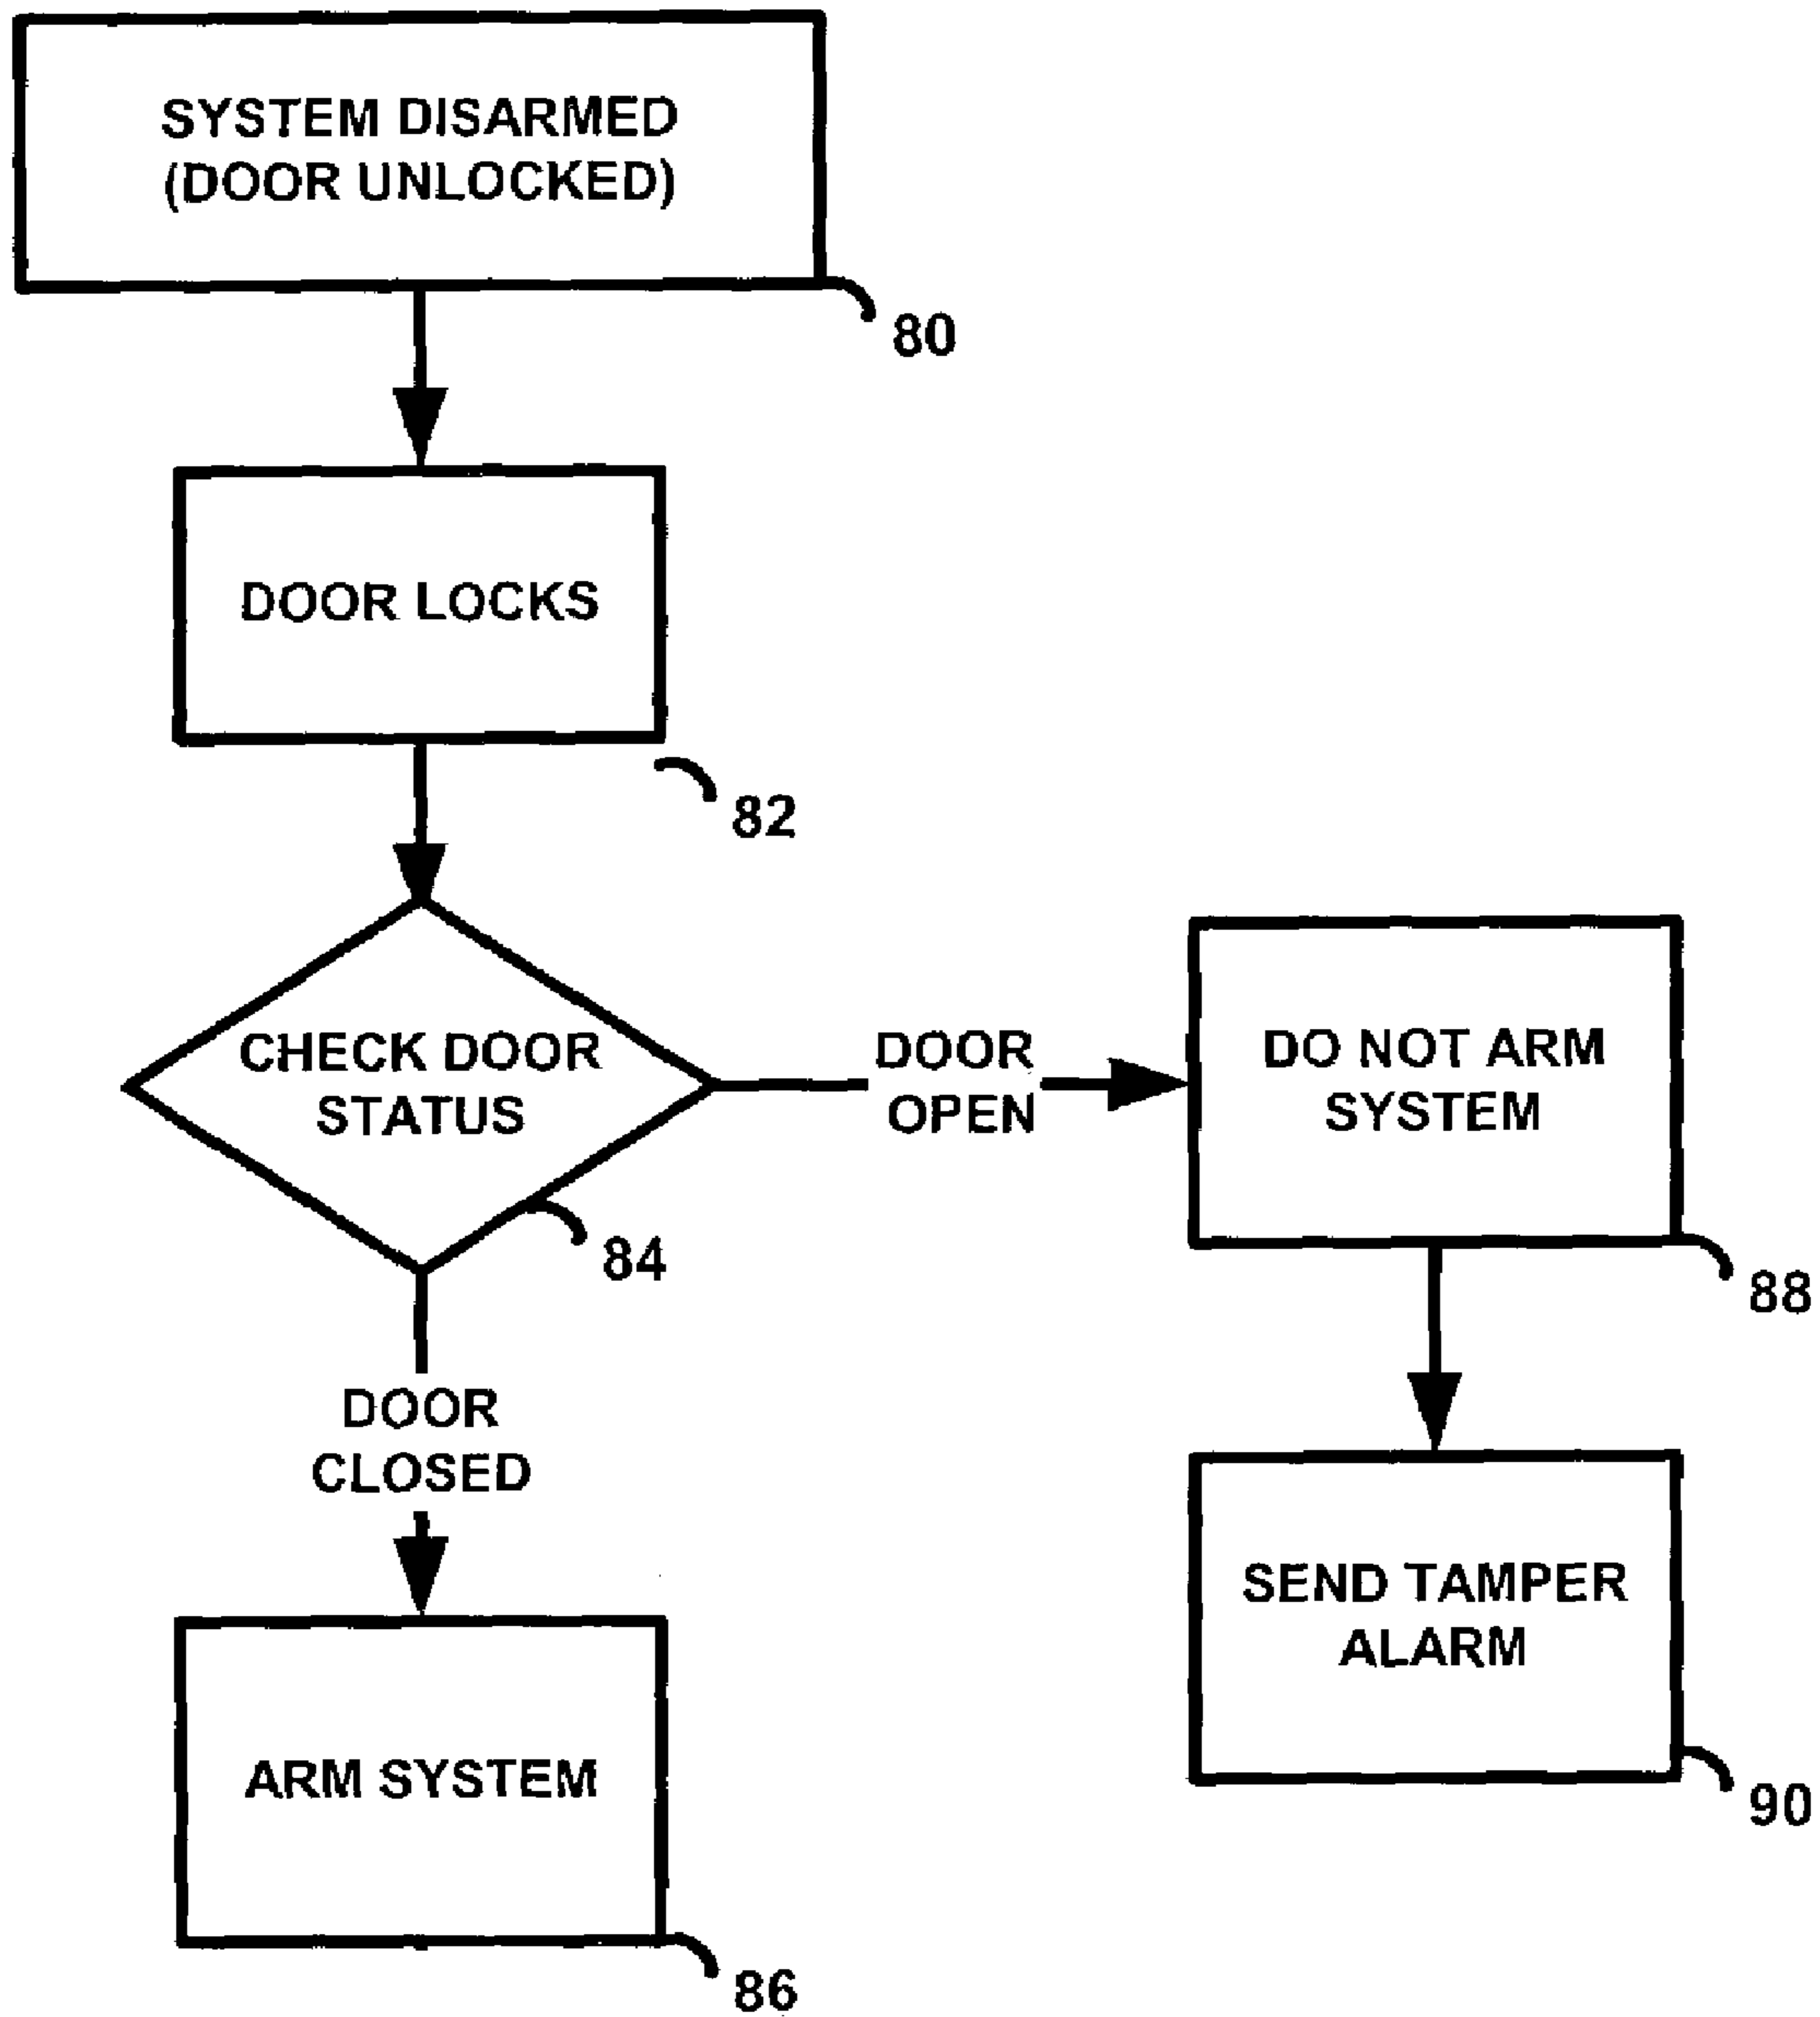 SYSTEM DISARMED
(DOOR UNLOCKED)
80
DOOR LOCKS
82
CHECK DOOR
STATUS
84
DOOR
OPEN
DO NOT ARM
SYSTEM
88
DOOR
CLOSED
SEND TAMPER
ALARM
90
ARM SYSTEM
86